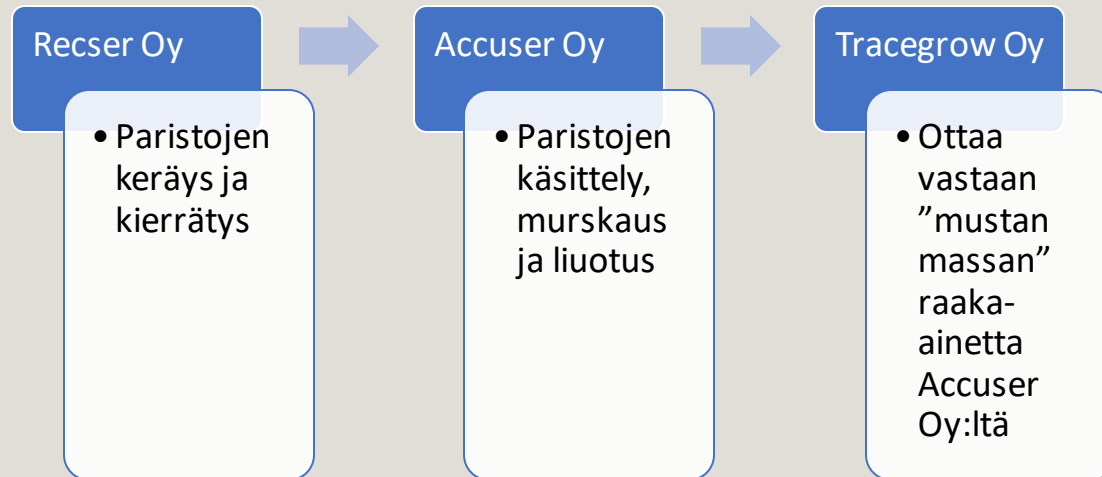 Recser Oy
• Paristojen
keräys ja
kierrätys
Accuser Oy
• Paristojen
käsittely,
murskaus
ja liuotus
Tracegrow Oy
• Ottaa
vastaan
”mustan
massan”
raaka-
ainetta
Accuser
Oy:ltä